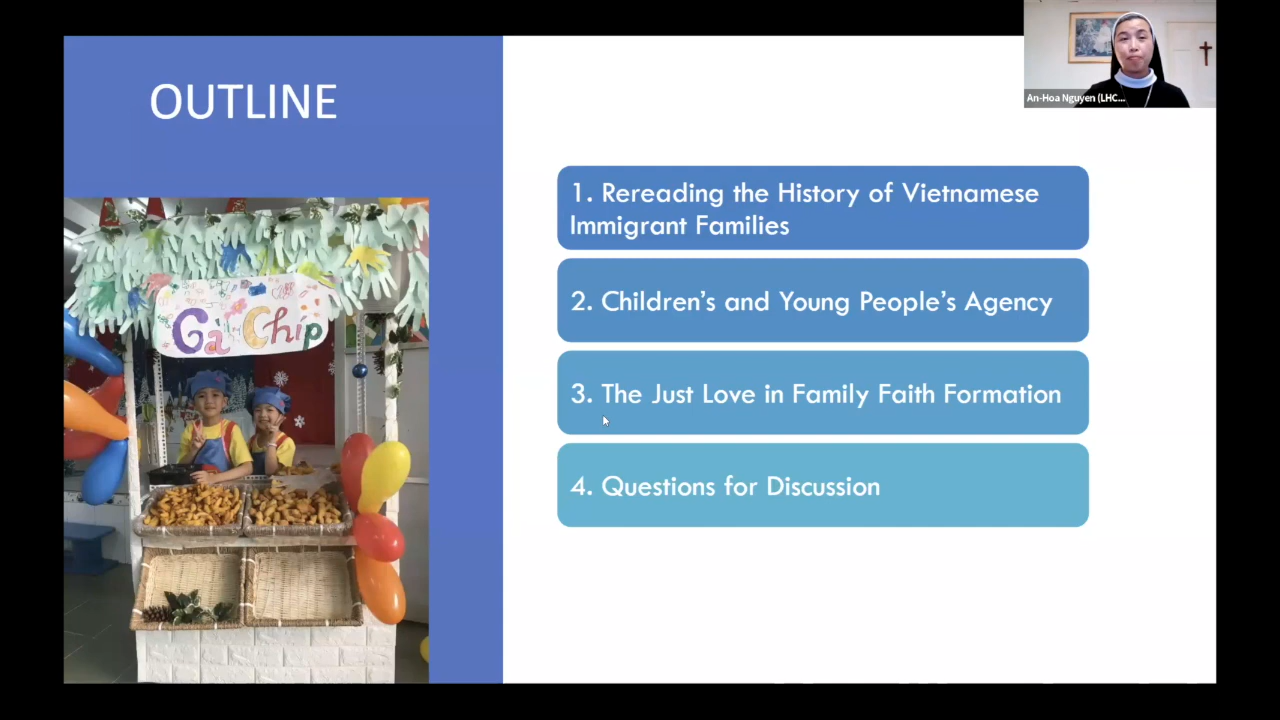 OUTLINE
Gà Chip
An-Hoa Nguyen (LHC...
1. Rereading the History of Vietnamese
Immigrant Families
2. Children's and Young People's Agency
3. The Just Love in Family Faith Formation
4. Questions for Discussion